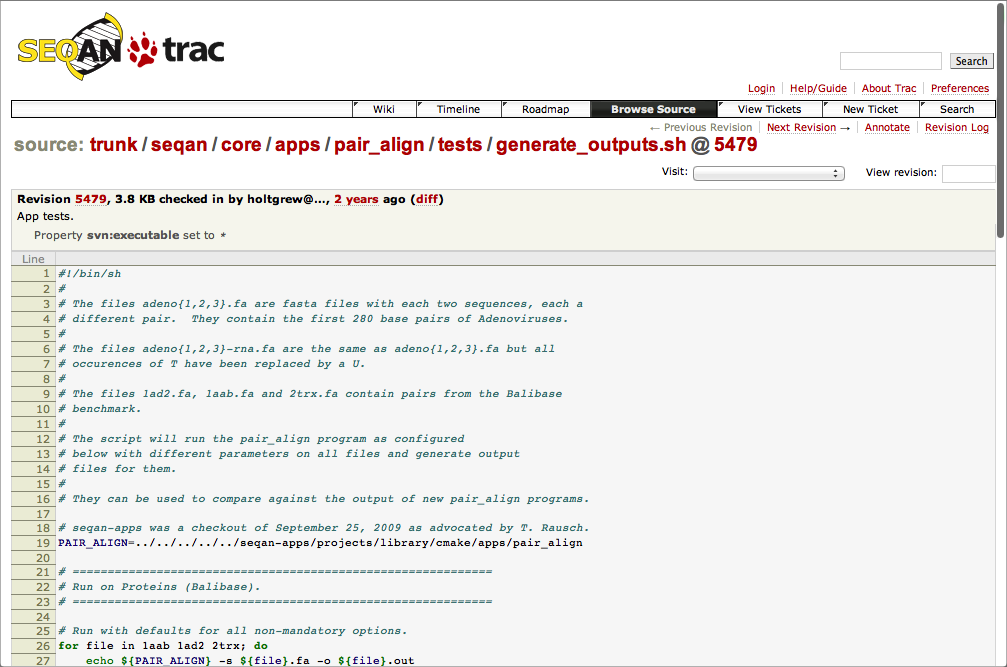 SEQAN trac
Search
Login Help/Guide About Trac Preferences
Wiki Timeline Roadmap Browse Source View Tickets New Ticket Search
← Previous Revision Next Revision → Annotate Revision Log
source: trunk / seqan / core / apps / pair_align / tests / generate_outputs.sh @ 5479
Visit: View revision:
Revision 5479, 3.8 KB checked in by holtgrew@..., 2 years ago (diff)
App tests.
Property svn:executable set to *
Line
1 #!/bin/sh
2 #
3 # The files adeno{1,2,3}.fa are fasta files with each two sequences, each a
4 # different pair.  They contain the first 280 base pairs of Adenoviruses.
5 #
6 # The files adeno{1,2,3}-rna.fa are the same as adeno{1,2,3}.fa but all
7 # occurences of T have been replaced by a U.
8 #
9 # The files 1ad2.fa, 1aab.fa and 2trx.fa contain pairs from the Balibase
10 # benchmark.
11 #
12 # The script will run the pair_align program as configured
13 # below with different parameters on all files and generate output
14 # files for them.
15 #
16 # They can be used to compare against the output of new pair_align programs.
17
18 # seqan-apps was a checkout of September 25, 2009 as advocated by T. Rausch.
19 PAIR_ALIGN=../../../../../seqan-apps/projects/library/cmake/apps/pair_align
20
21 # ============================================================
22 # Run on Proteins (Balibase).
23 # ============================================================
24
25 # Run with defaults for all non-mandatory options.
26 for file in 1aab 1ad2 2trx; do
27     echo ${PAIR_ALIGN} -s ${file}.fa -o ${file}.out